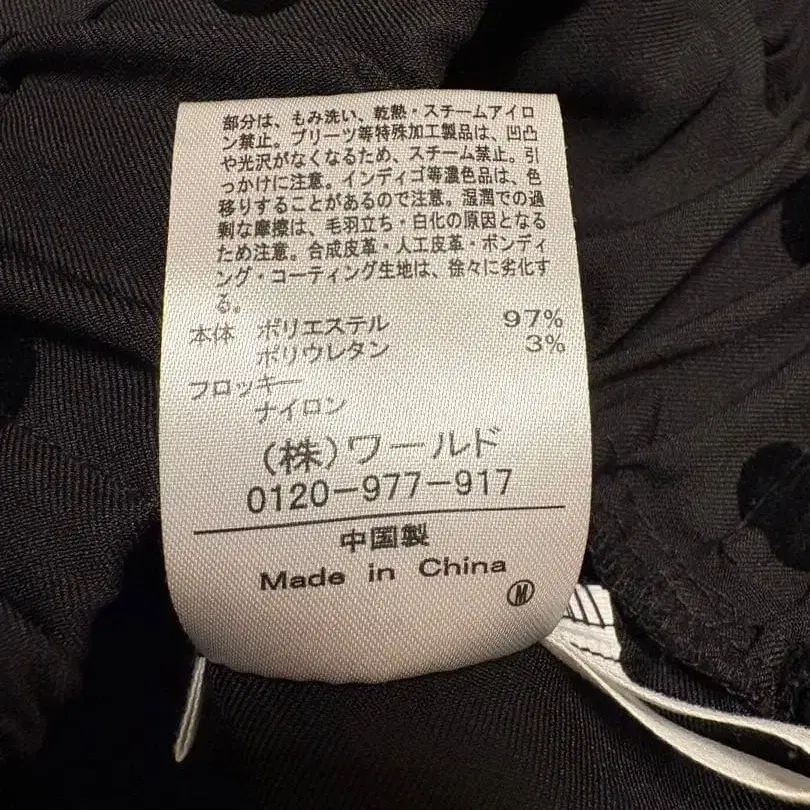 部分は、もみ洗い、乾熱・スチームアイロ
ン禁止。プリーツ等特殊加工製品は、凹凸
や光沢がなくなるため、スチーム禁止。引
っかけに注意。インディゴ等濃色品は、色
移りすることがあるので注意。湿潤での過
剰な摩擦は、毛羽立ち・白化の原因となる
ため注意。合成皮革・人工皮革・ボンディ
ング・コーティング生地は、徐々に劣化す
る。
本体 ポリエステル 97%
ポリウレタン 3%
フロッキー
ナイロン
(株)ワールド
0120-977-917
中国製
Made in China
M